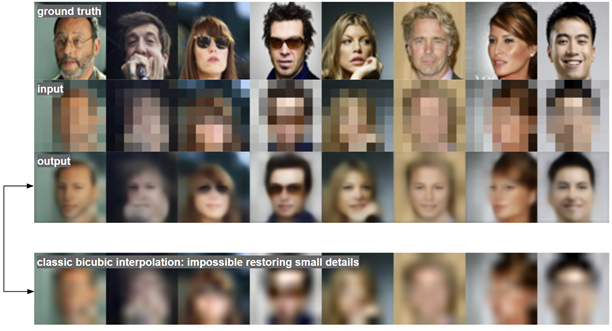 ground truth
input
output
classic bicubic interpolation: impossible restoring small details